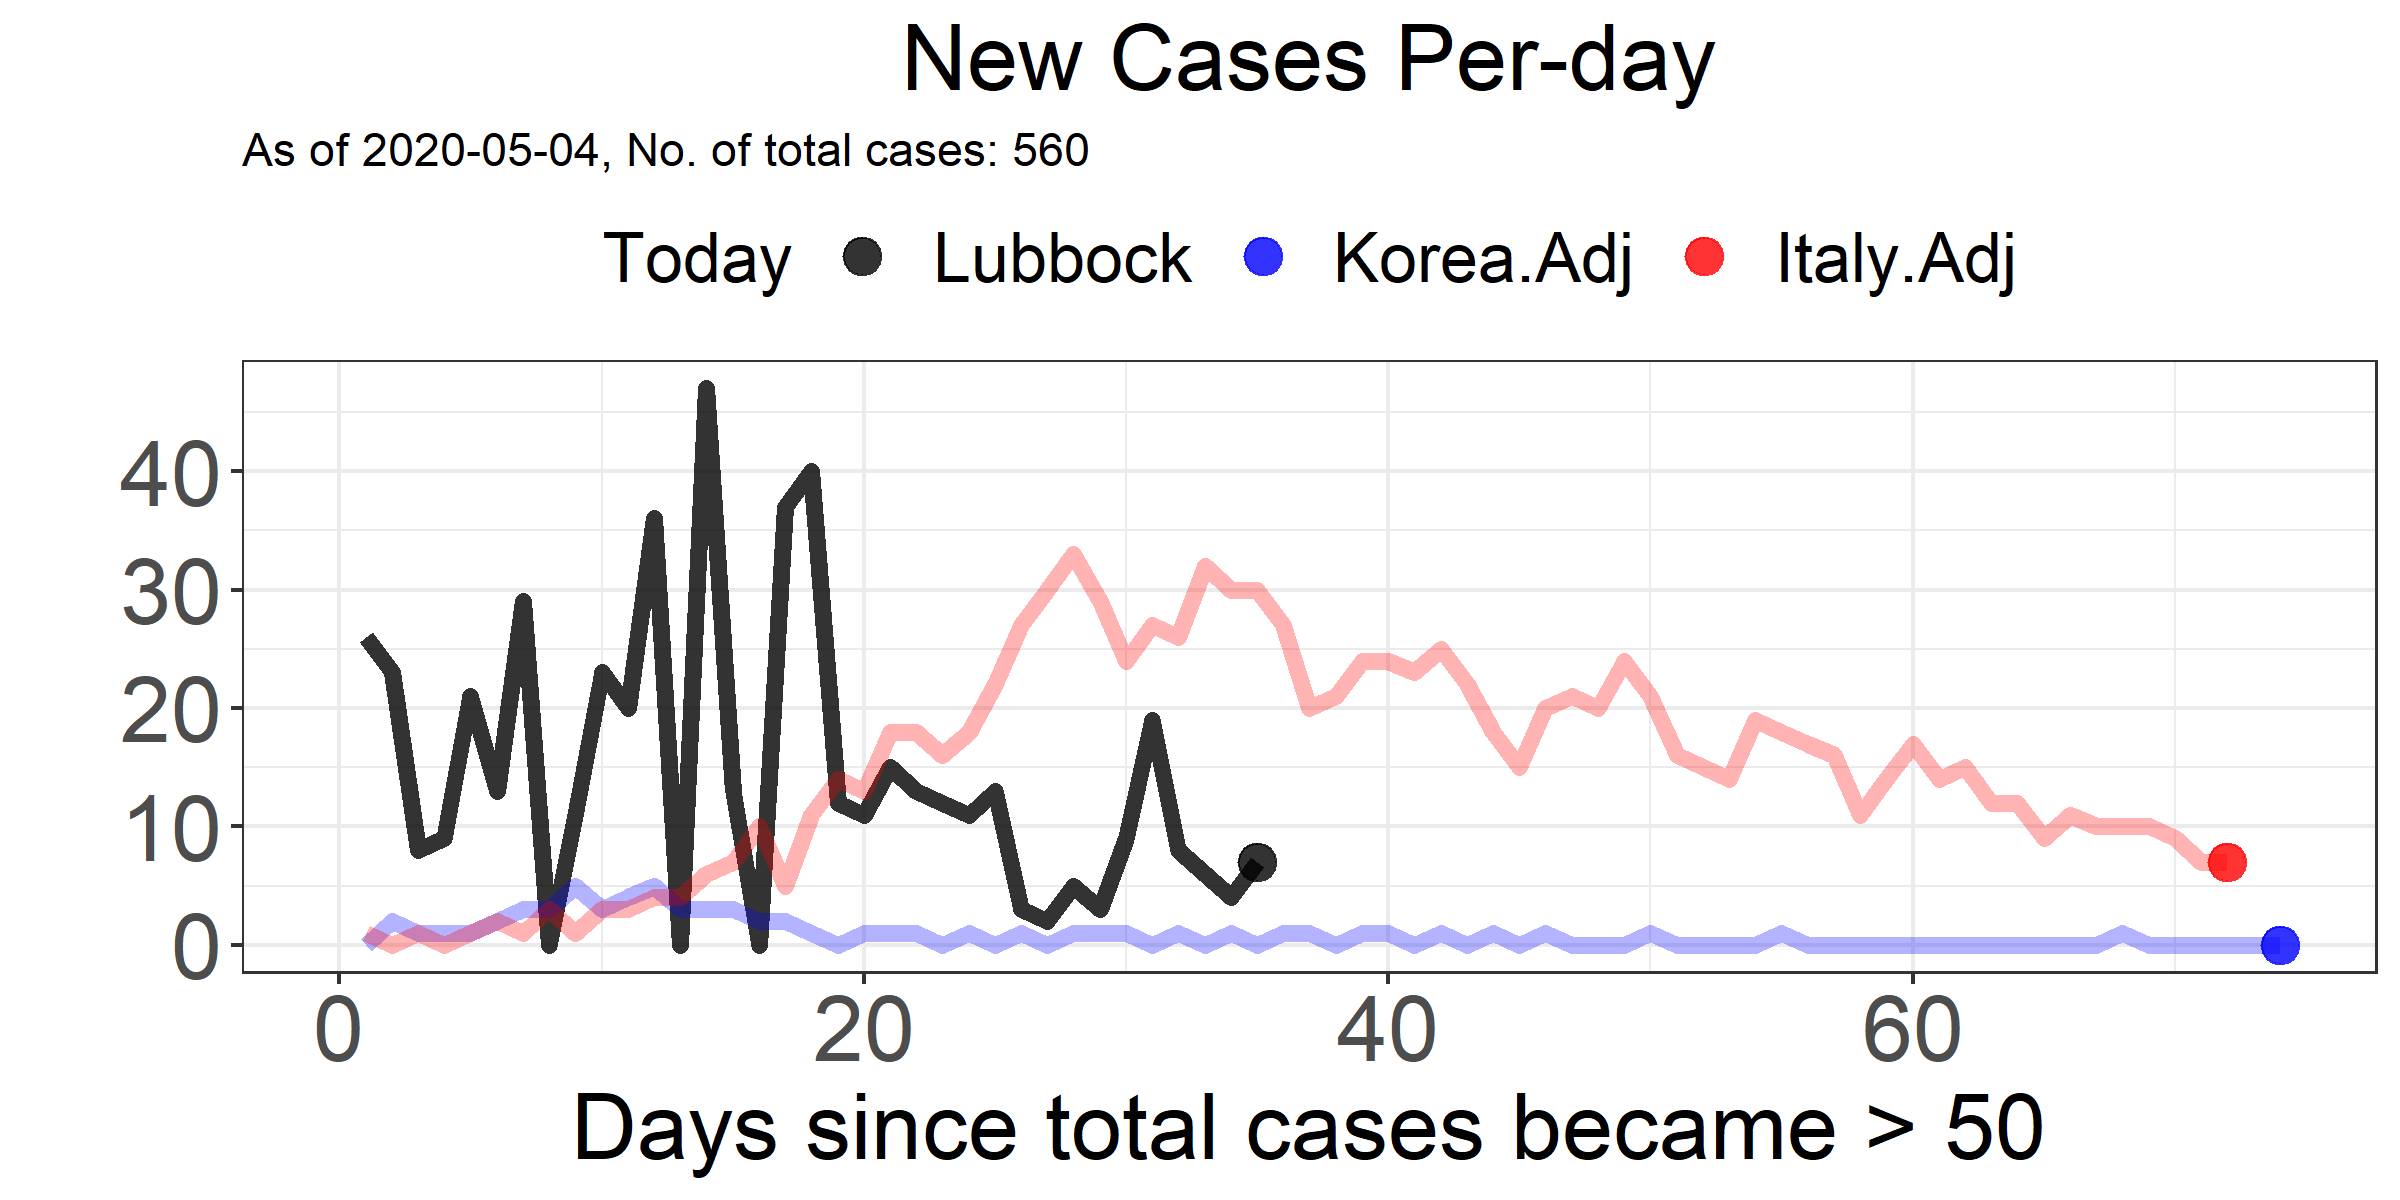 New Cases Per-day
As of 2020-05-04, No. of total cases: 560
Today Lubbock Korea.Adj Italy.Adj
40
30
20
10
0
0 20 40 60
Days since total cases became > 50